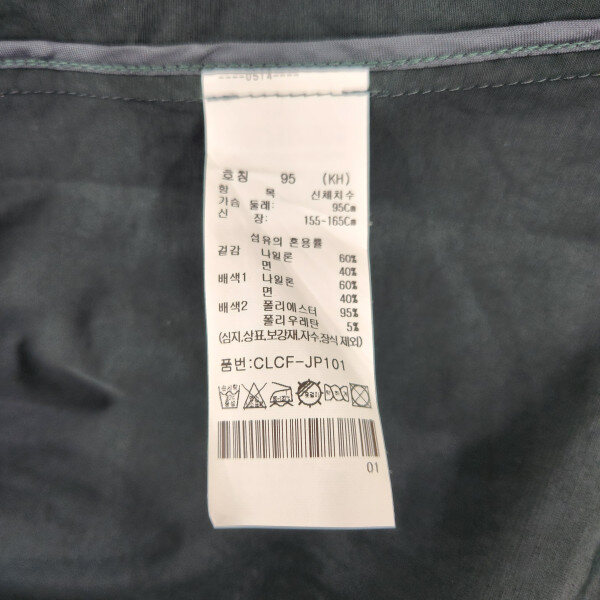 ----0514----
호칭 95 (KH)
항 목 신체치수
가슴 둘레: 95Cm
신 장: 155~165Cm
섬유의 혼용률
겉감 나일론 60%
면 40%
배색1 나일론 60%
면 40%
배색2 폴리에스터 95%
폴리우레탄 5%
(심지,상표,보강재,자수,장식 제외)
품번:CLCF-JP101
01